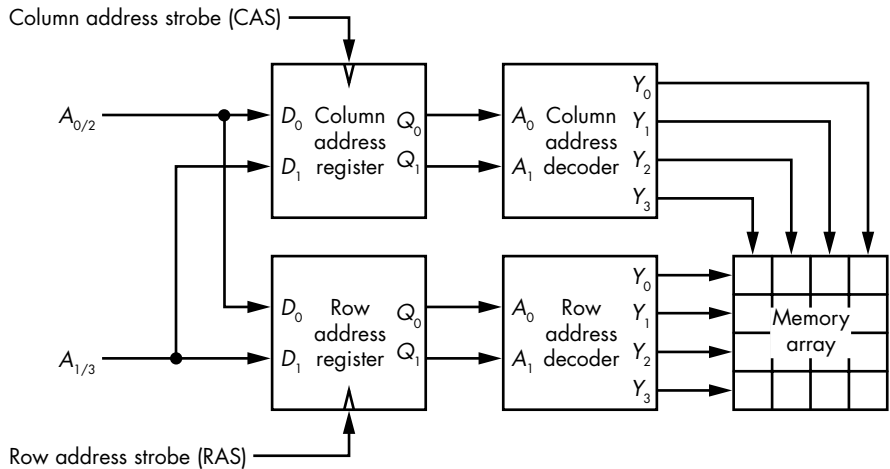 Column address strobe (CAS)
A0/2
D0
D1
Column
address
register
Q0
Q1
A0
A1
Column
address
decoder
Y0
Y1
Y2
Y3
A1/3
D0
D1
Row
address
register
Q0
Q1
A0
A1
Row
address
decoder
Y0
Y1
Y2
Y3
Memory
array
Row address strobe (RAS)